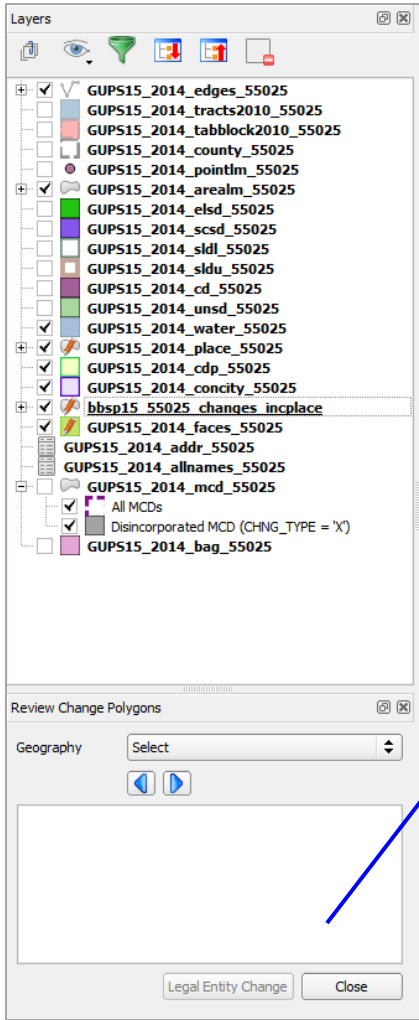 Layers
GUPS15_2014_edges_55025
GUPS15_2014_tracts2010_55025
GUPS15_2014_tabblock2010_55025
GUPS15_2014_county_55025
GUPS15_2014_pointlm_55025
GUPS15_2014_arealm_55025
GUPS15_2014_elsd_55025
GUPS15_2014_scsd_55025
GUPS15_2014_sldl_55025
GUPS15_2014_sldu_55025
GUPS15_2014_cd_55025
GUPS15_2014_unsd_55025
GUPS15_2014_water_55025
GUPS15_2014_place_55025
GUPS15_2014_cdp_55025
GUPS15_2014_concity_55025
bbsp15_55025_changes_incplace
GUPS15_2014_faces_55025
GUPS15_2014_addr_55025
GUPS15_2014_allnames_55025
GUPS15_2014_mcd_55025
All MCDs
Disincorporated MCD (CHNG_TYPE = 'X')
GUPS15_2014_bag_55025
Review Change Polygons
Geography Select
Legal Entity Change Close